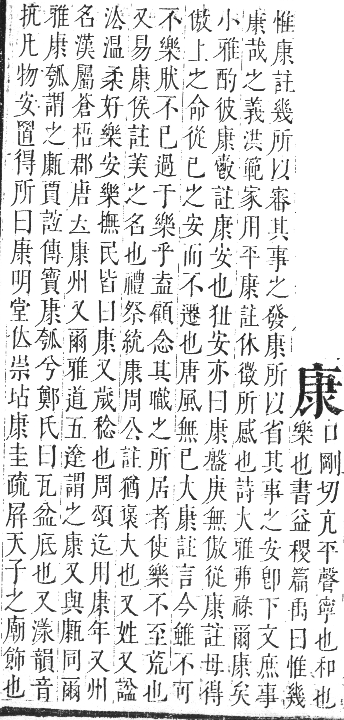 康口剛切亢平聲寧也和也
樂也書益稷篇禹曰惟幾
惟康註幾所以審其事之發康所以省其事之安卽下文庶事
康哉之義洪範家用平康註休徵所感也詩大雅茀祿爾康矣
小雅酌彼康爵註康安也狃安亦曰康盤庚無傲從康註毋得
傲上之命從己之安而不遷也唐風無已大康註言今雖不可
不樂肰不已過于樂乎盍顧念其職之所居者使樂不至荒也
又易康侯註美之名也禮祭統康周公註猶褒大也又姓又諡
法溫柔好樂安樂撫民皆曰康又歲稔也周頌迄用康年又州
名漢屬蒼梧郡唐立康州又爾雅道五達謂之康又與甈同爾
雅康瓠謂之甈賈誼傳寶康瓠兮鄭氏曰瓦盆底也又漾韻音
抗凡物安置得所曰康明堂位崇坫康圭疏屛天子之廟飾也